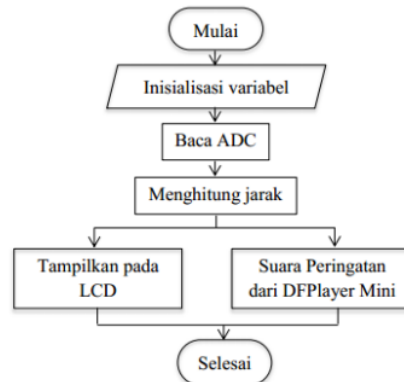 Mulai
Inisialisasi variabel
Baca ADC
Menghitung jarak
Tampilkan pada
LCD
Suara Peringatan
dari DFPlayer Mini
Selesai